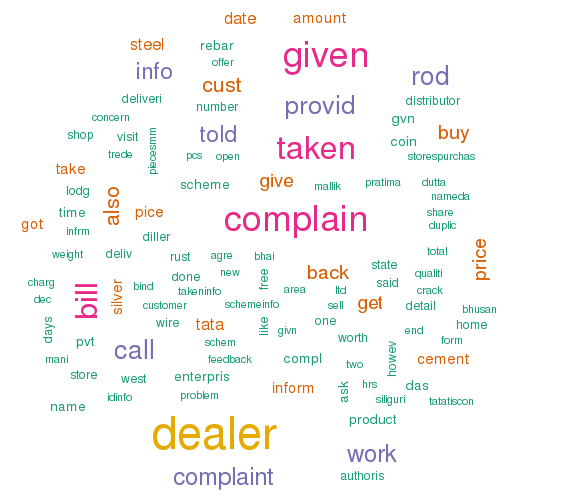 date amount
steel rebar given
offer
info rod
cust
deliveri provid distributor
number
concern gvn
told buy
shop visit coin
trede piecesmm pcs open taken storespurchas
take
lodg scheme give mallik pratima dutta
also nameda
time pice complain share
got infrm duplic
diller
weight deliv rust agre bhai total price
back state qualiti
charg silver bind done new free area ltd said crack
dec bill takeninfo
customer schemeinfo sell get detail bhusan
days wire tata like givn one end home
pvt schem worth form
call howev
mani feedback compl two cement
store west enterpris
idinfo problem inform ask hrs das
siliguri tatatiscon
name
dealer product
work
complaint authoris